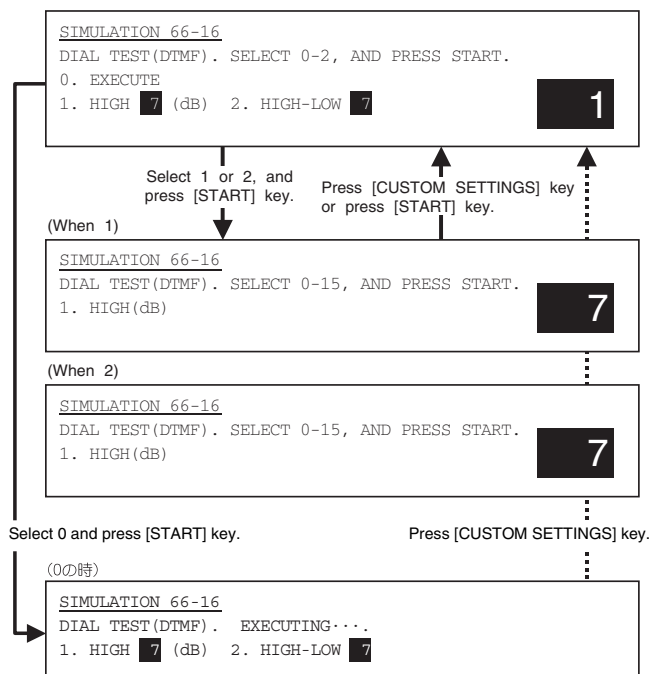 SIMULATION 66-16
DIAL TEST(DTMF). SELECT 0-2, AND PRESS START.
0. EXECUTE
1. HIGH 7 (dB) 2. HIGH-LOW 7
1
Select 1 or 2, and
press [START] key.
Press [CUSTOM SETTINGS] key
or press [START] key.
(When 1)
SIMULATION 66-16
DIAL TEST(DTMF). SELECT 0-15, AND PRESS START.
1. HIGH(dB)
7
(When 2)
SIMULATION 66-16
DIAL TEST(DTMF). SELECT 0-15, AND PRESS START.
1. HIGH(dB)
7
Select 0 and press [START] key.
Press [CUSTOM SETTINGS] key.
(0の時)
SIMULATION 66-16
DIAL TEST(DTMF). EXECUTING···.
1. HIGH 7 (dB) 2. HIGH-LOW 7